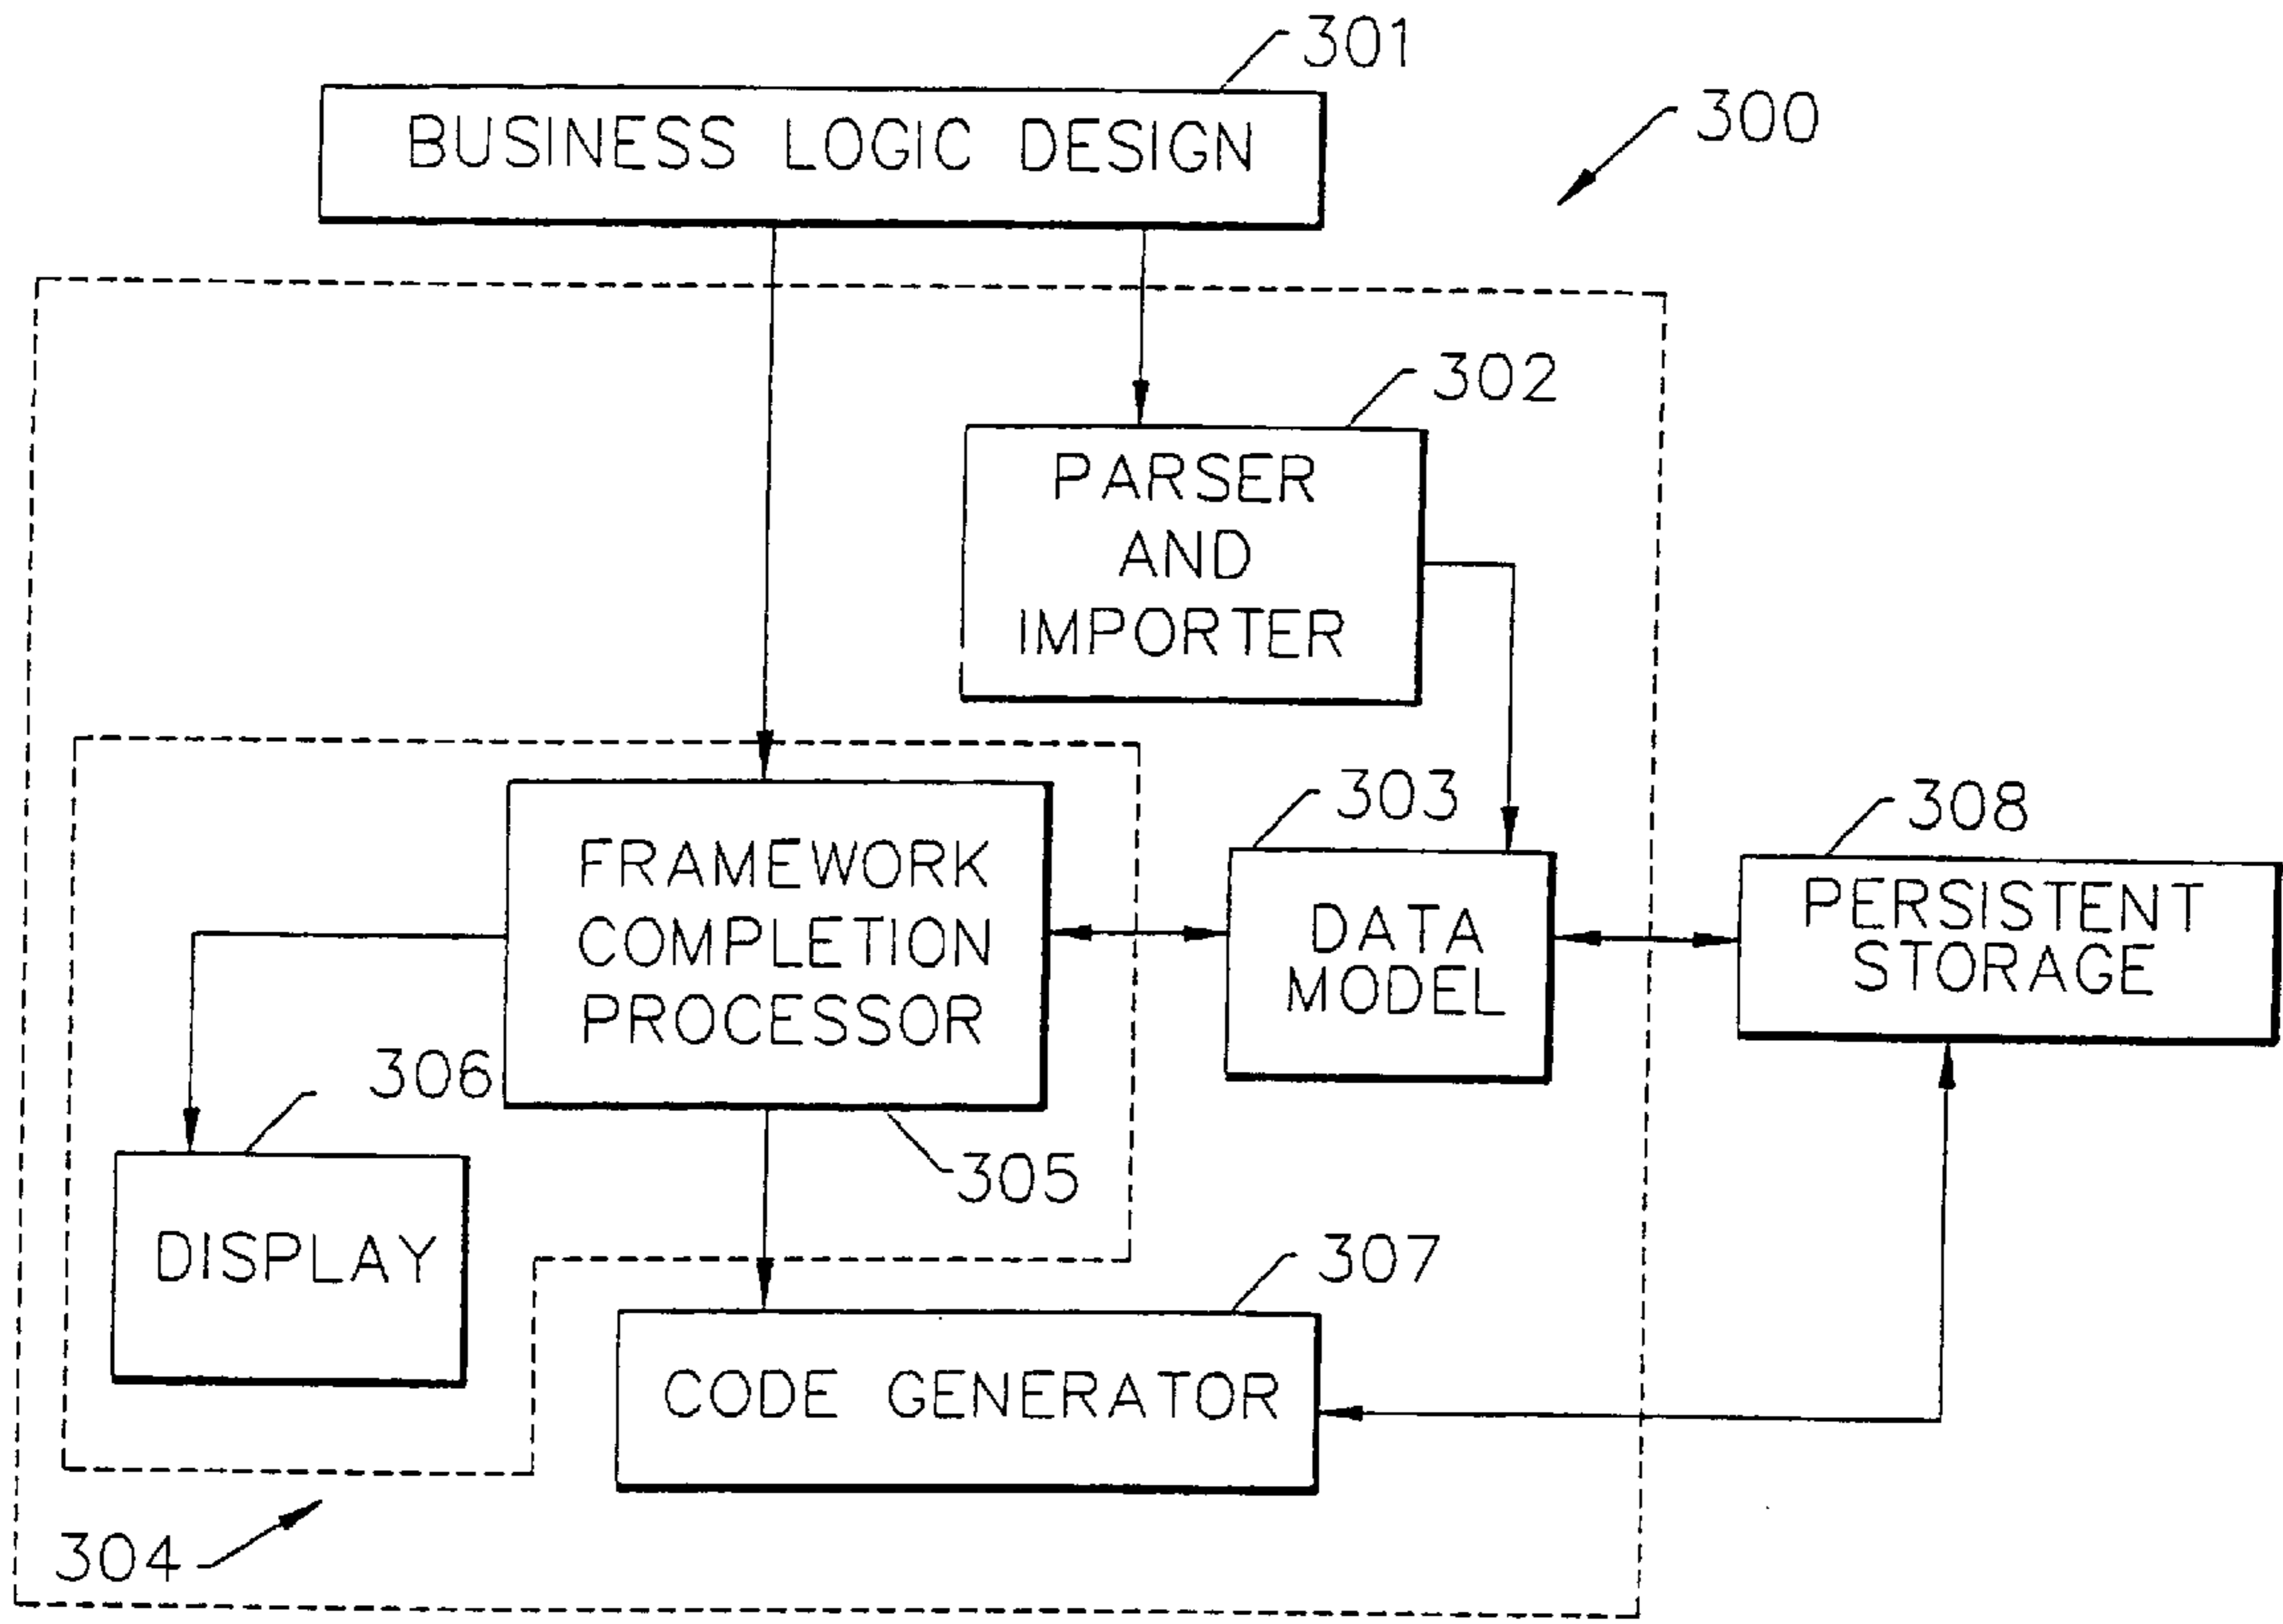 301
BUSINESS LOGIC DESIGN
300
302
PARSER
AND
IMPORTER
303
308
FRAMEWORK
COMPLETION
PROCESSOR
DATA
MODEL
PERSISTENT
STORAGE
306
305
DISPLAY
307
CODE GENERATOR
304